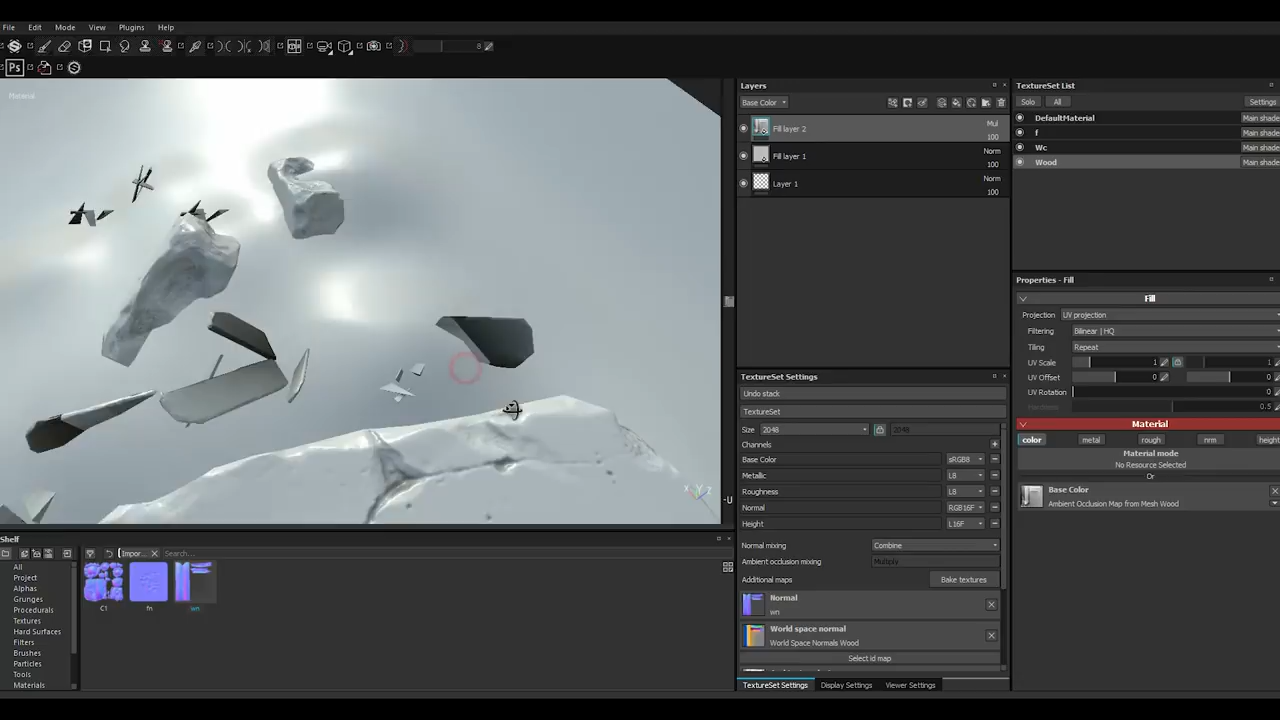 File Edit Mode View Plugins Help
8
Ps
Material
Layers
Base Color
Fill layer 2 Mul 100
Fill layer 1 Norm 100
Layer 1 Norm 100
TextureSet List
Solo All Settings
DefaultMaterial Main shade
f Main shade
Wc Main shade
Wood Main shade
Properties - Fill
Fill
Projection UV projection
Filtering Bilinear | HQ
Tiling Repeat
UV Scale 1 1
UV Offset 0 0
UV Rotation 0
0.5
Material
color metal rough nrm height
Material mode
No Resource Selected
Or
Base Color
Ambient Occlusion Map from Mesh Wood
TextureSet Settings
Undo stack
TextureSet
Size 2048 2048
Channels
Base Color sRGB8
Metallic L8
Roughness L8
Normal RGB16F
Height L16F
Normal mixing Combine
Ambient occlusion mixing Multiply
Additional maps Bake textures
Normal
wn
World space normal
World Space Normals Wood
Select id map
TextureSet Settings Display Settings Viewer Settings
X Y Z
Shelf
Impor... Search...
All
Project
Alphas
Grunges
Procedurals
Textures
Hard Surfaces
Filters
Brushes
Particles
Tools
Materials
C1 fn wn